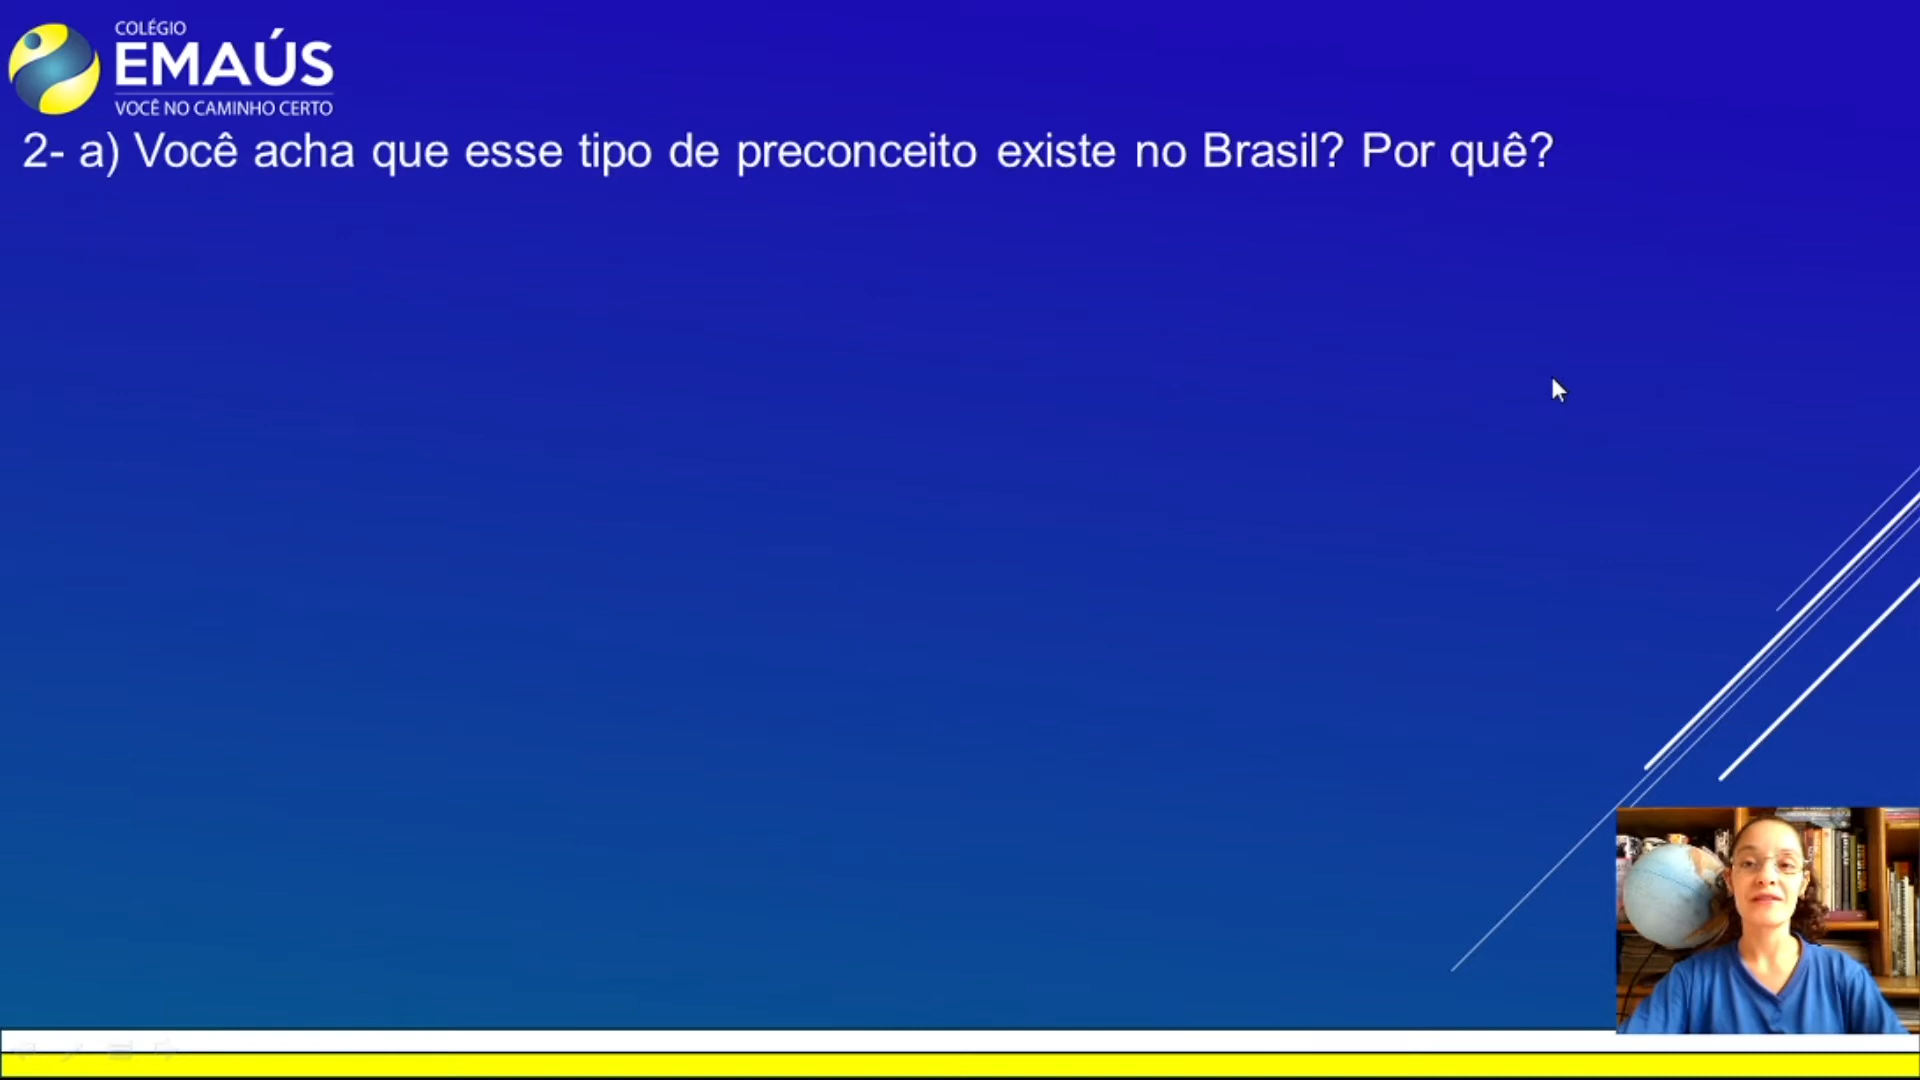 COLÉGIO
EMAÚS
VOCÊ NO CAMINHO CERTO
2- a) Você acha que esse tipo de preconceito existe no Brasil? Por quê?